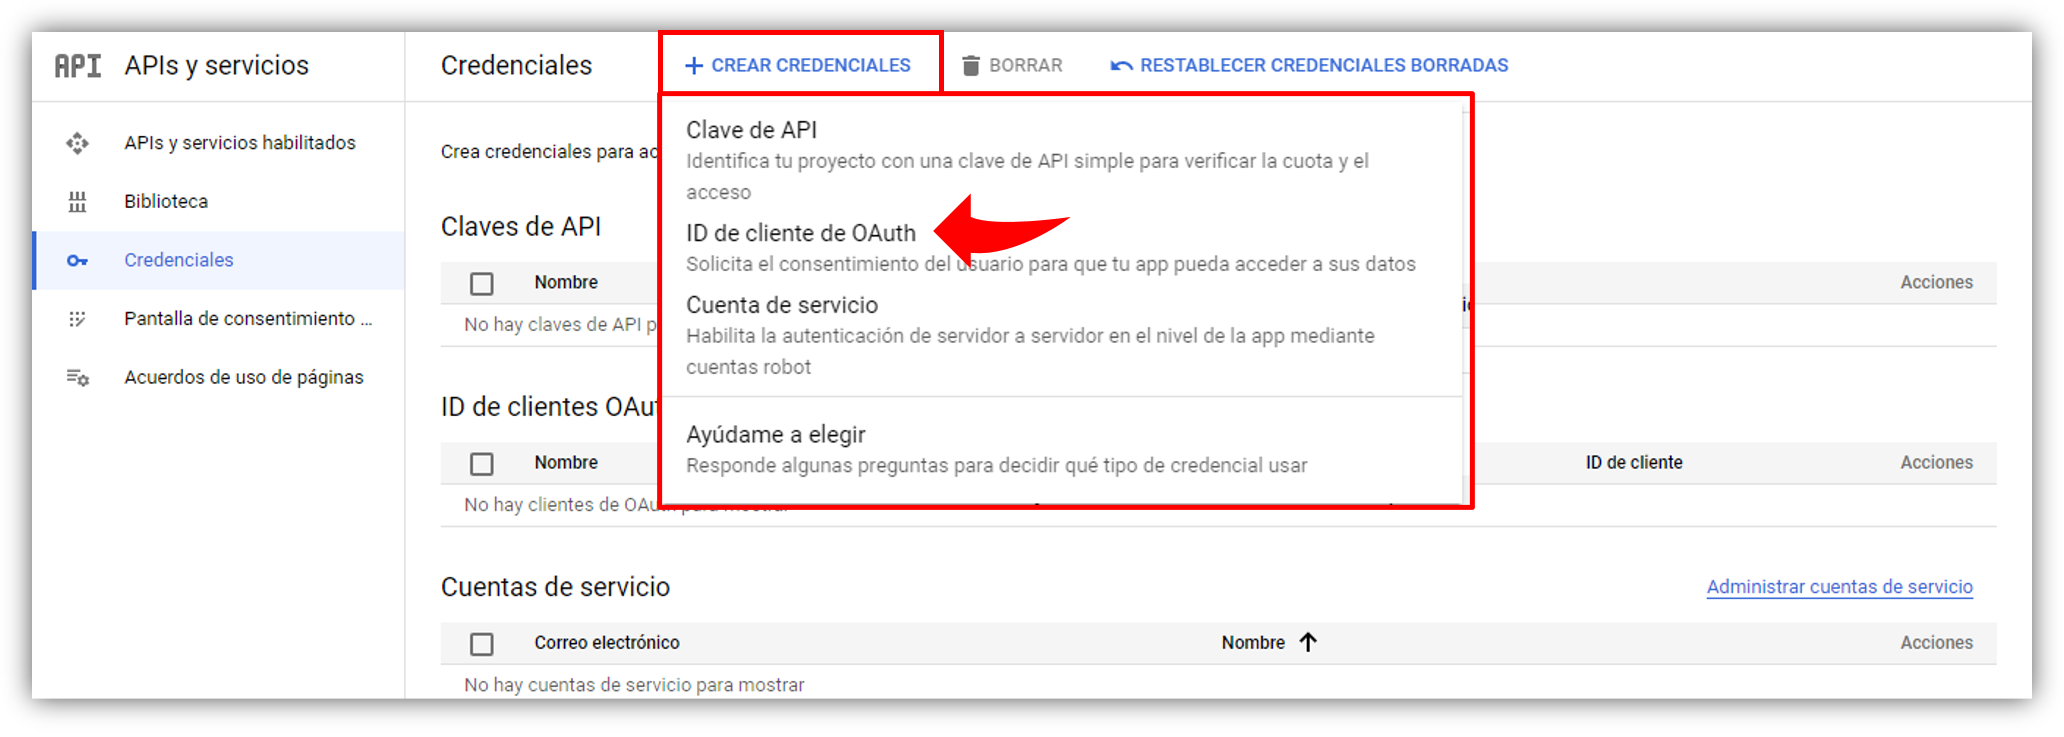 API APIs y servicios
APIs y servicios habilitados
Biblioteca
Credenciales
Pantalla de consentimiento ...
Acuerdos de uso de páginas
Credenciales
+ CREAR CREDENCIALES
BORRAR
RESTABLECER CREDENCIALES BORRADAS
Crea credenciales para
Clave de API
Identifica tu proyecto con una clave de API simple para verificar la cuota y el
acceso
ID de cliente de OAuth
Solicita el consentimiento del usuario para que tu app pueda acceder a sus datos
Cuenta de servicio
Habilita la autenticación de servidor a servidor en el nivel de la app mediante
cuentas robot
Ayúdame a elegir
Responde algunas preguntas para decidir qué tipo de credencial usar
Claves de API
Nombre Acciones
No hay claves de API
ID de clientes
Nombre ID de cliente Acciones
No hay clientes de OAuth para mostrar
Cuentas de servicio
Administrar cuentas de servicio
Correo electrónico Nombre Acciones
No hay cuentas de servicio para mostrar